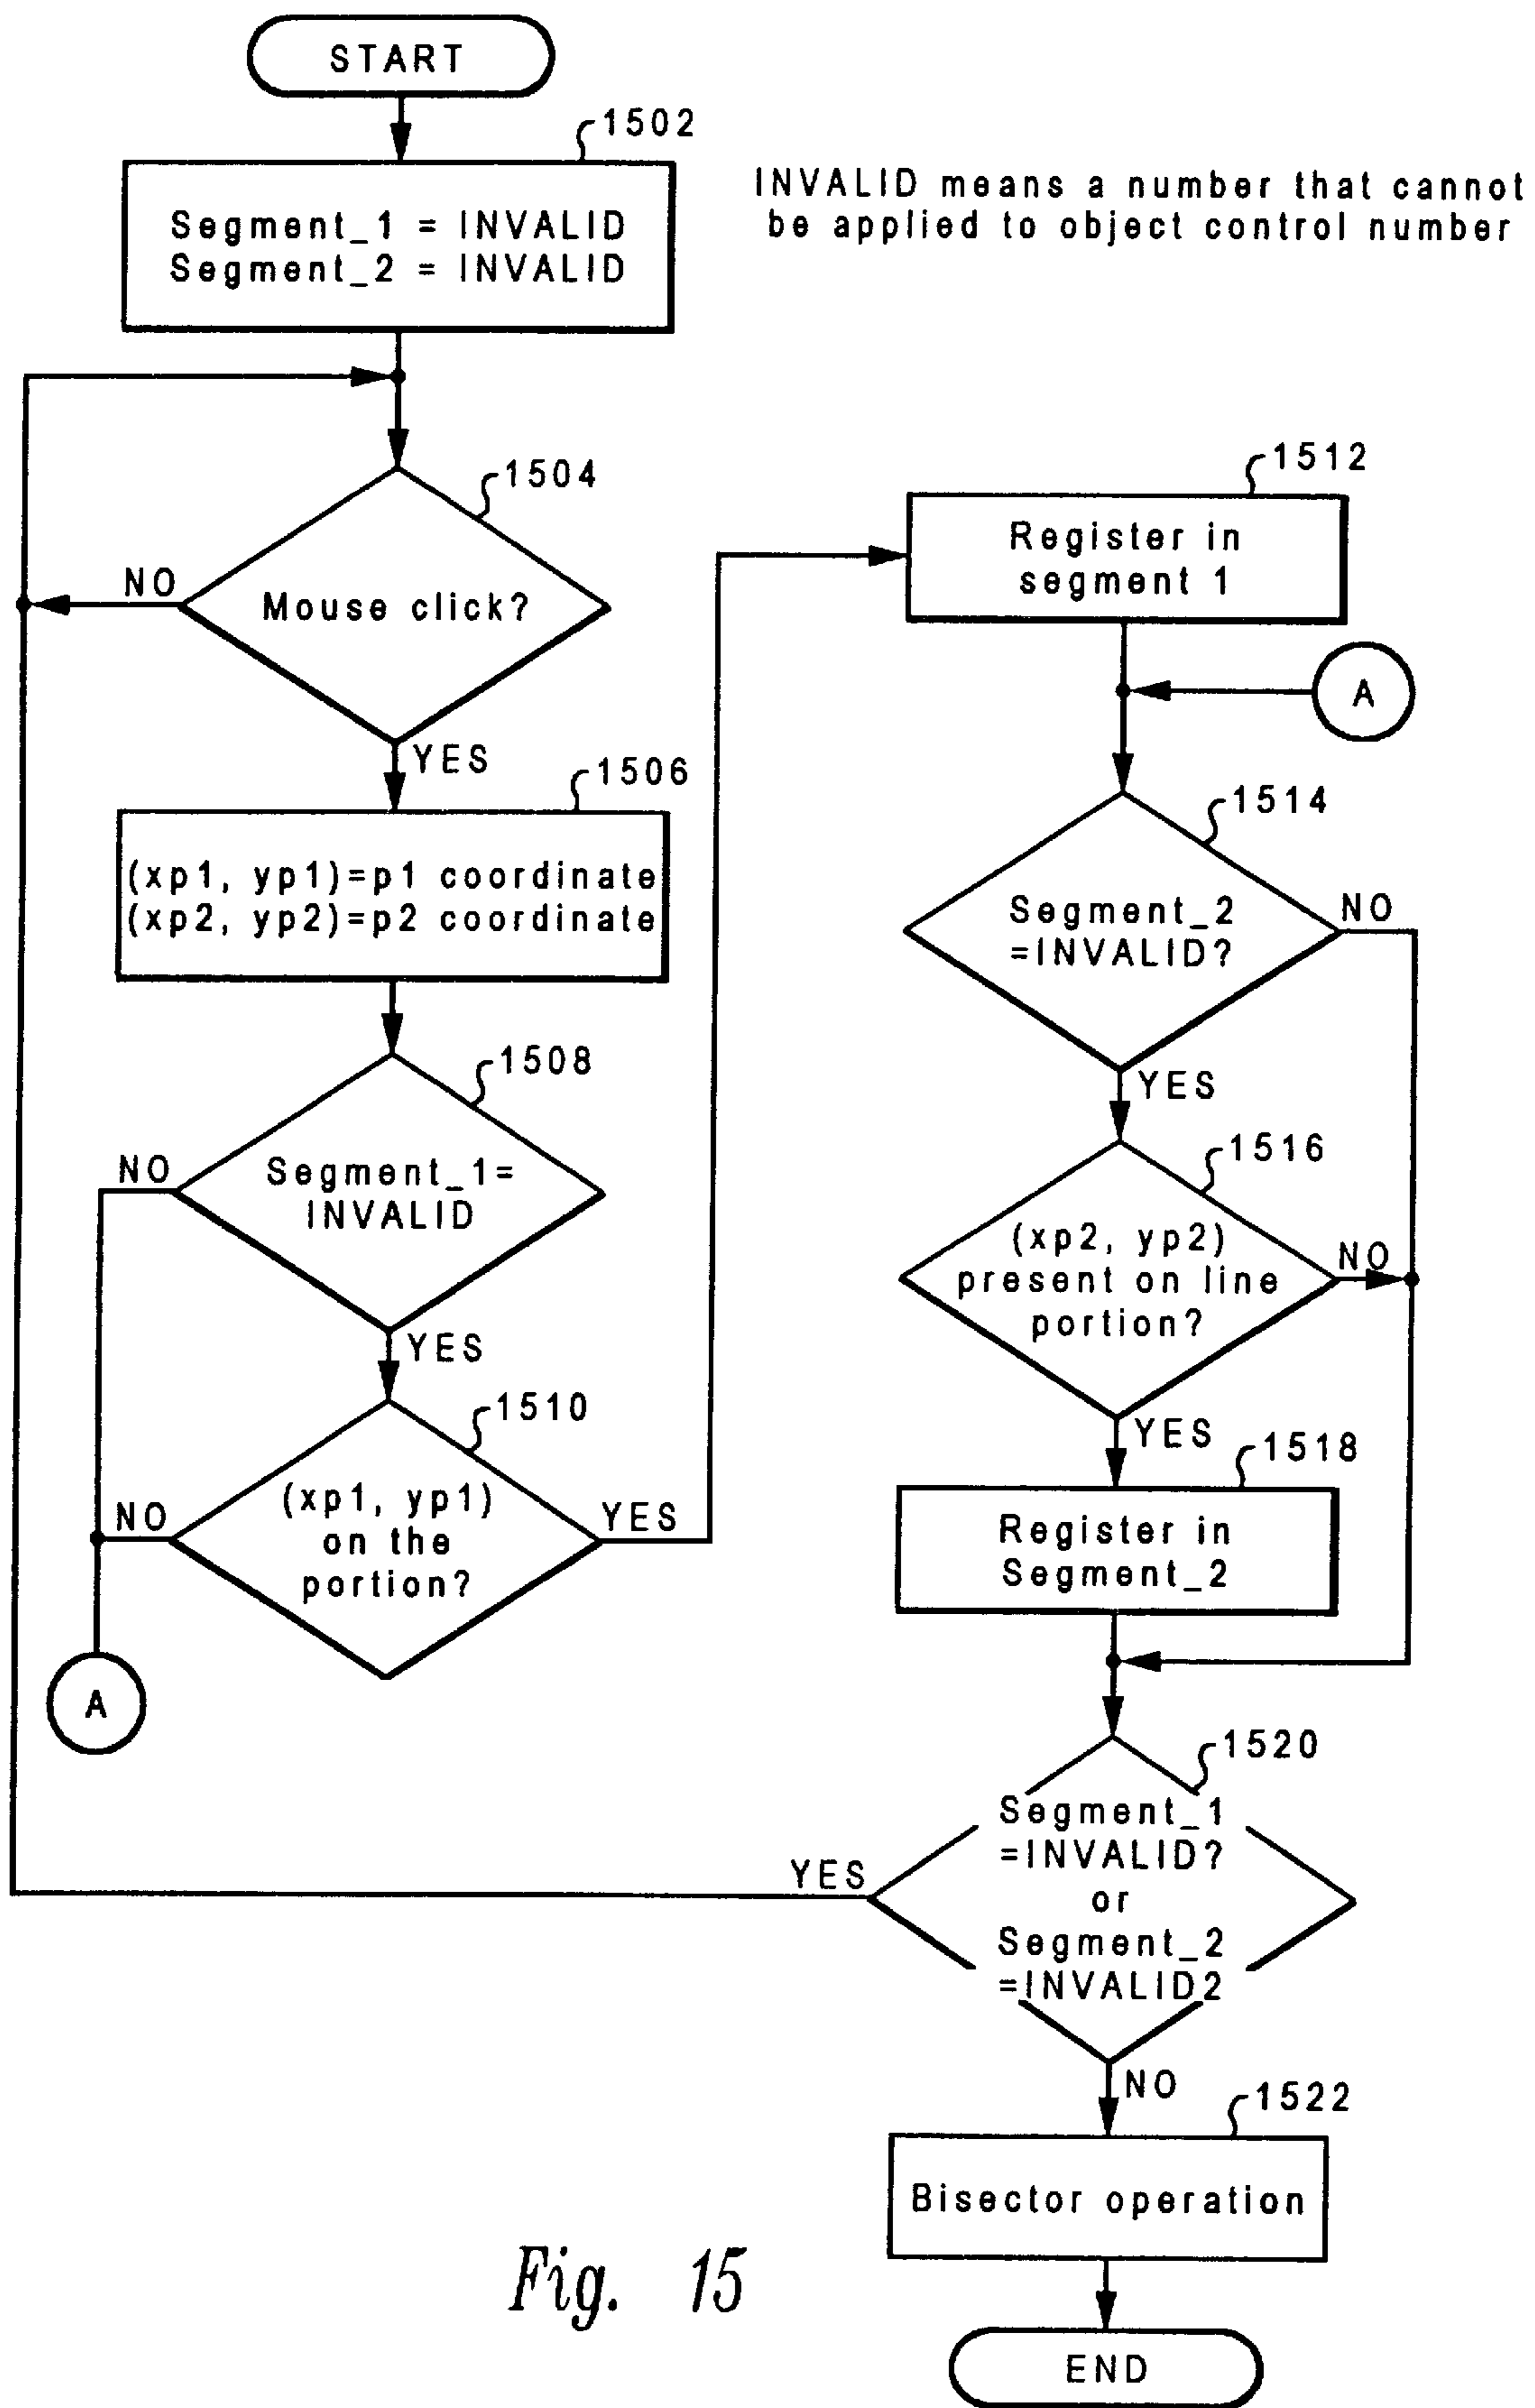 START
1502
Segment_1 = INVALID
Segment_2 = INVALID
INVALID means a number that cannot
be applied to object control number
1504
Mouse click?
NO
YES
1506
(xp1, yp1)=p1 coordinate
(xp2, yp2)=p2 coordinate
1508
Segment_1=
INVALID
NO
YES
1510
(xp1, yp1)
on the
portion?
NO
YES
A
1512
Register in
segment 1
A
1514
Segment_2
=INVALID?
NO
YES
1516
(xp2, yp2)
present on line
portion?
NO
YES
1518
Register in
Segment_2
1520
Segment_1
=INVALID?
or
Segment_2
=INVALID2
YES
NO
1522
Bisector operation
END
Fig. 15